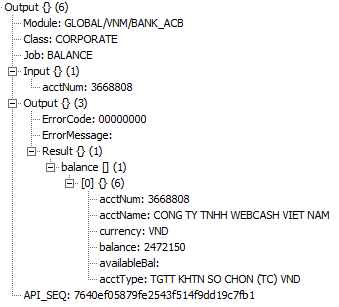 Output {} (6)
Module: GLOBAL/VNM/BANK_ACB
Class: CORPORATE
Job: BALANCE
Input {} (1)
acctNum: 3668808
Output {} (3)
ErrorCode: 00000000
ErrorMessage:
Result {} (1)
balance [] (1)
[0] {} (6)
acctNum: 3668808
acctName: CONG TY TNHH WEBCASH VIET NAM
currency: VND
balance: 2472150
availableBal:
acctType: TGTT KHTN SO CHON (TC) VND
API_SEQ: 7640ef05879fe2543f514f9dd19c7fb1